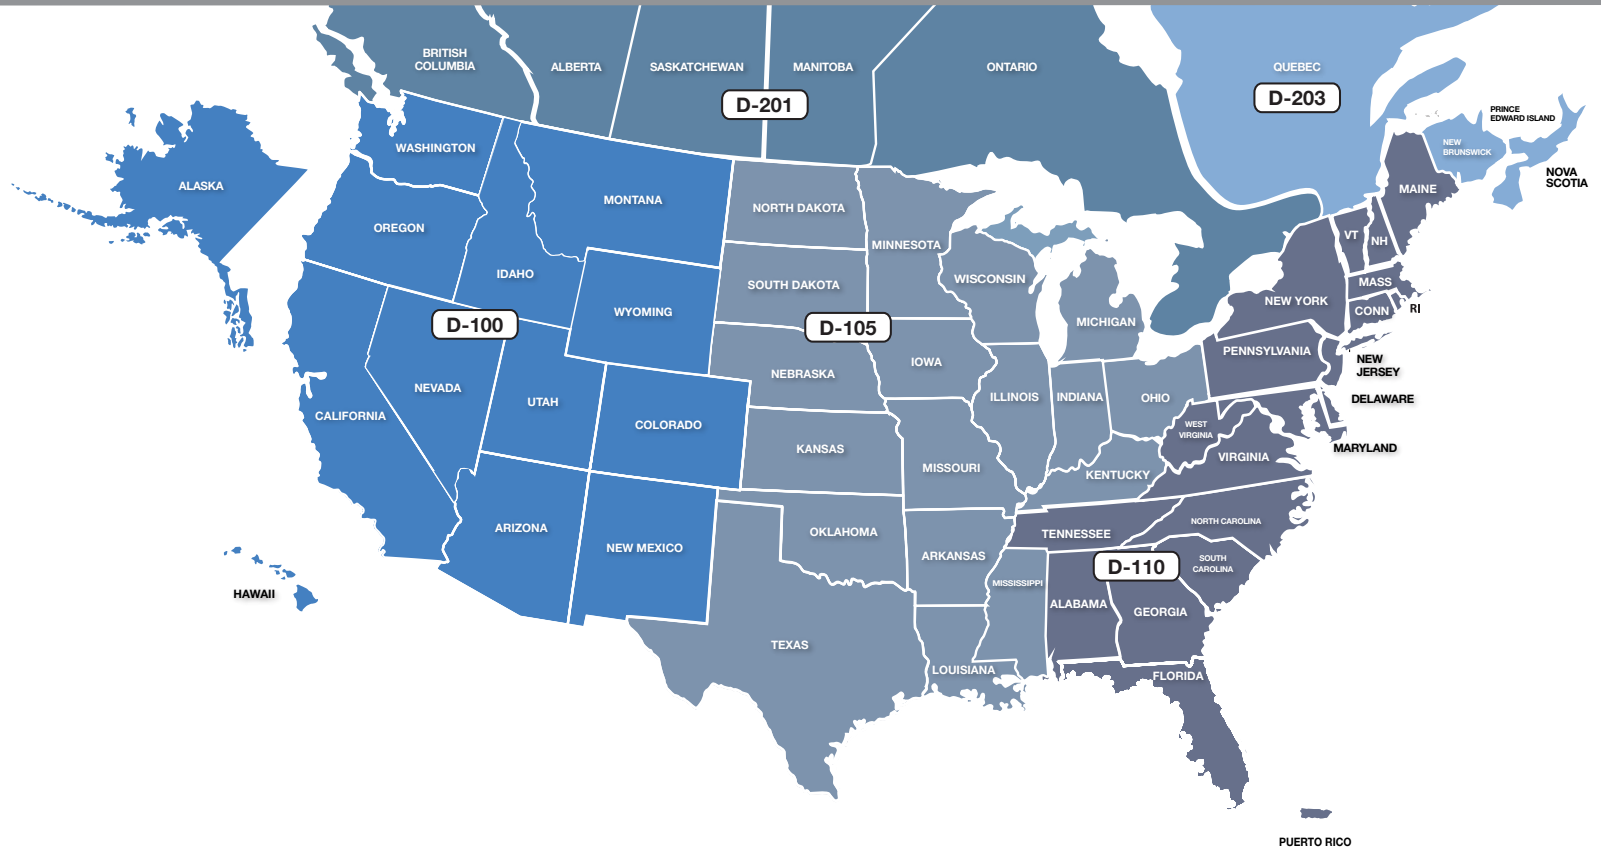 BRITISH
COLUMBIA
ALBERTA
SASKATCHEWAN
MANITOBA
ONTARIO
QUEBEC
D-201
D-203
PRINCE
EDWARD ISLAND
NEW
BRUNSWICK
NOVA
SCOTIA
WASHINGTON
ALASKA
MONTANA
NORTH DAKOTA
MAINE
OREGON
MINNESOTA
VT
NH
IDAHO
SOUTH DAKOTA
WISCONSIN
MASS
WYOMING
NEW YORK
CONN
RI
D-100
D-105
MICHIGAN
PENNSYLVANIA
NEW
JERSEY
IOWA
NEBRASKA
NEVADA
UTAH
ILLINOIS
INDIANA
OHIO
DELAWARE
CALIFORNIA
COLORADO
WEST
VIRGINIA
KANSAS
MARYLAND
VIRGINIA
MISSOURI
KENTUCKY
ARIZONA
NEW MEXICO
OKLAHOMA
TENNESSEE
NORTH CAROLINA
ARKANSAS
D-110
SOUTH
CAROLINA
HAWAII
MISSISSIPPI
ALABAMA
GEORGIA
TEXAS
LOUISIANA
FLORIDA
PUERTO RICO